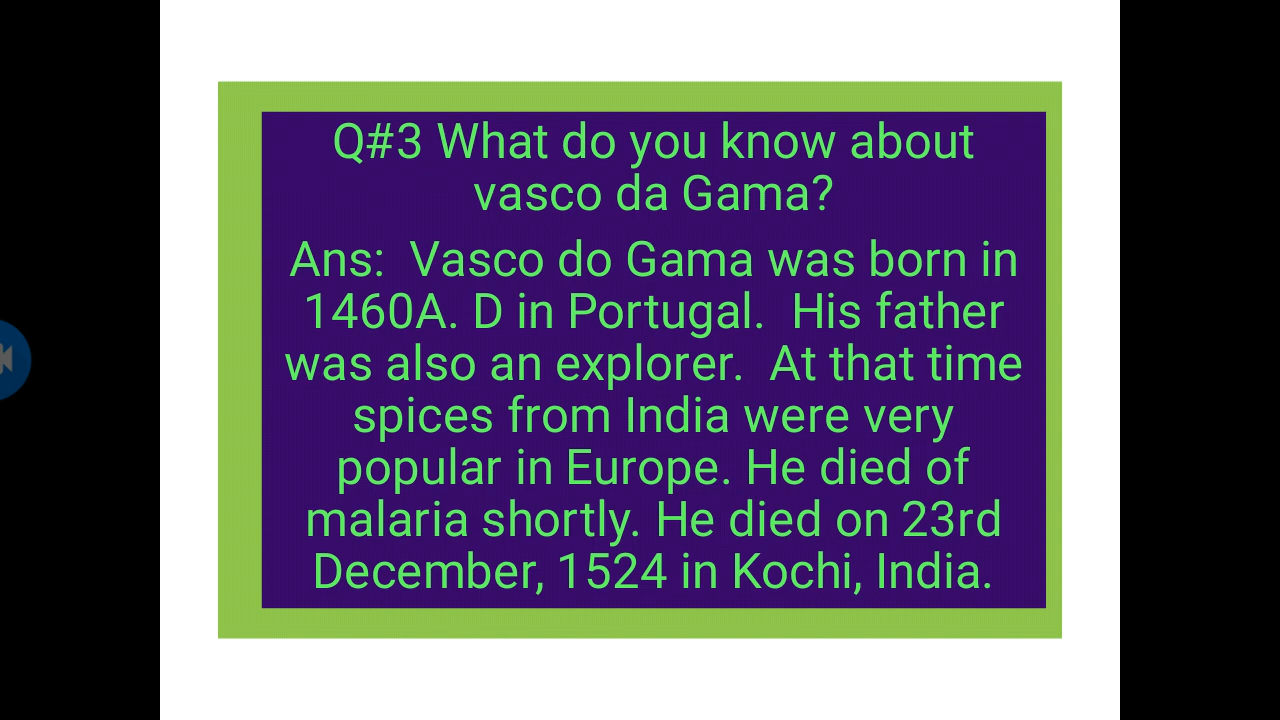 Q#3 What do you know about
vasco da Gama?
Ans:  Vasco do Gama was born in
1460A. D in Portugal.  His father
was also an explorer.  At that time
spices from India were very
popular in Europe. He died of
malaria shortly. He died on 23rd
December, 1524 in Kochi, India.